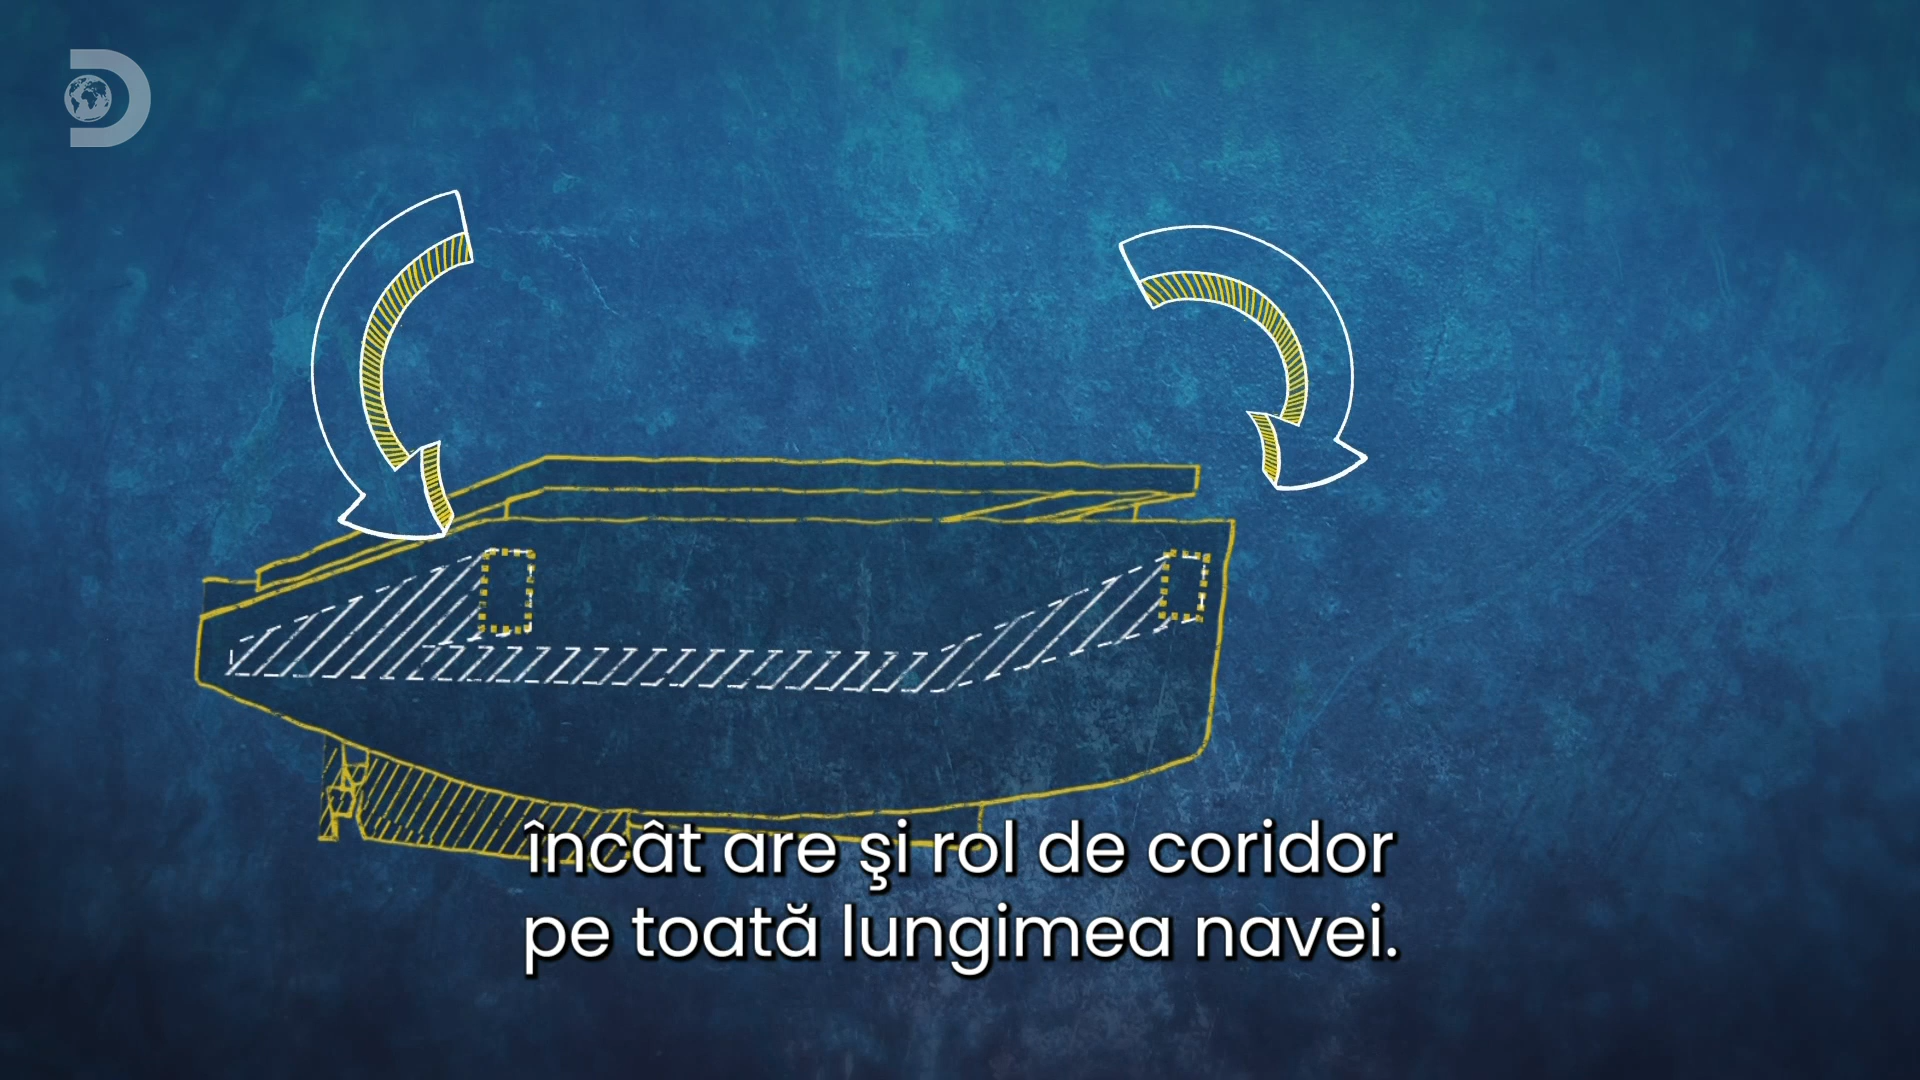 încât are şi rol de coridor
pe toată lungimea navei.